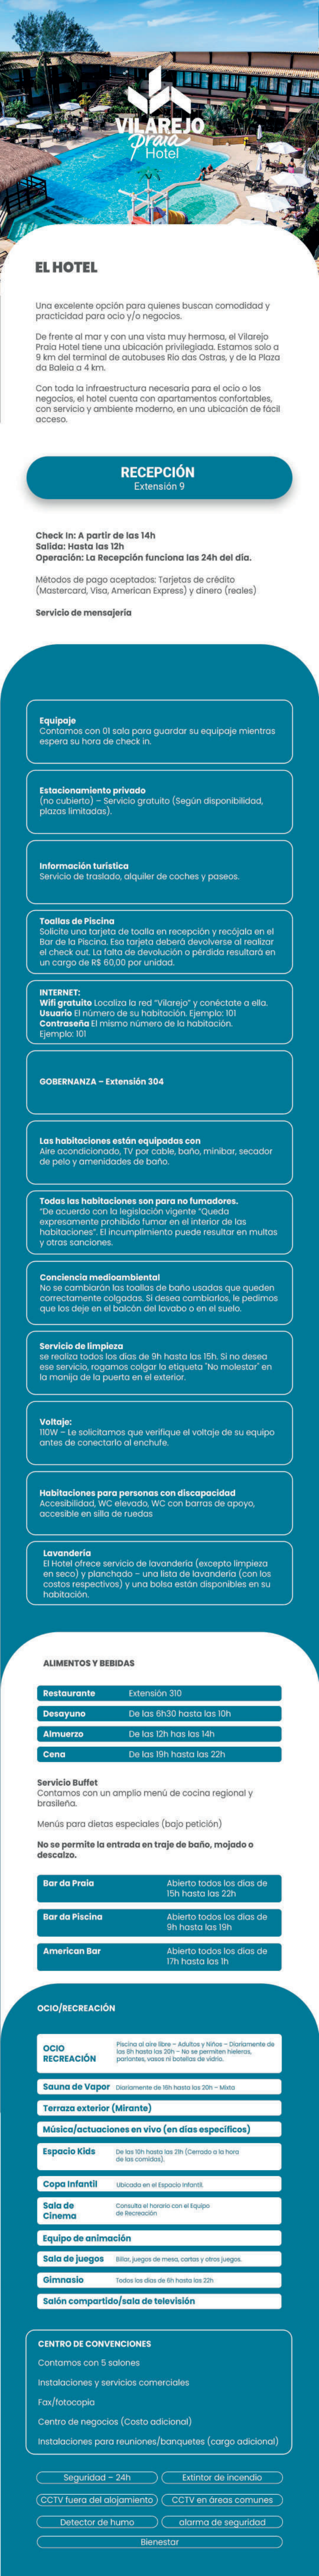 VILAREJO
praia
Hotel
EL HOTEL
Una excelente opción para quienes buscan comodidad y
practicidad para ocio y/o negocios.
De frente al mar y con una vista muy hermosa, el Vilarejo
Praia Hotel tiene una ubicación privilegiada. Estamos solo a
9 km del terminal de autobuses Rio das Ostras, y de la Plaza
da Baleia a 4 km.
Con toda la infraestructura necesaria para el ocio o los
negocios, el hotel cuenta con apartamentos confortables,
con servicio y ambiente moderno, en una ubicación de fácil
acceso.
RECEPCIÓN
Extensión 9
Check In: A partir de las 14h
Salida: Hasta las 12h
Operación: La Recepción funciona las 24h del día.
Métodos de pago aceptados: Tarjetas de crédito
(Mastercard, Visa, American Express) y dinero (reales)
Servicio de mensajería
Equipaje
Contamos con 01 sala para guardar su equipaje mientras
espera su hora de check in.
Estacionamiento privado
(no cubierto) – Servicio gratuito (Según disponibilidad,
plazas limitadas).
Información turística
Servicio de traslado, alquiler de coches y paseos.
Toallas de Piscina
Solicite una tarjeta de toalla en recepción y recójala en el
Bar de la Piscina. Esa tarjeta deberá devolverse al realizar
el check out. La falta de devolución o pérdida resultará en
un cargo de R$ 60,00 por unidad.
INTERNET:
Wifi gratuito Localiza la red "Vilarejo" y conéctate a ella.
Usuario El número de su habitación. Ejemplo: 101
Contraseña El mismo número de la habitación.
Ejemplo: 101
GOBERNANZA – Extensión 304
Las habitaciones están equipadas con
Aire acondicionado, TV por cable, baño, minibar, secador
de pelo y amenidades de baño.
Todas las habitaciones son para no fumadores.
"De acuerdo con la legislación vigente "Queda
expresamente prohibido fumar en el interior de las
habitaciones". El incumplimiento puede resultar en multas
y otras sanciones.
Conciencia medioambiental
No se cambiarán las toallas de baño usadas que queden
correctamente colgadas. Si desea cambiarlos, le pedimos
que los deje en el balcón del lavabo o en el suelo.
Servicio de limpieza
se realiza todos los días de 9h hasta las 15h. Si no desea
ese servicio, rogamos colgar la etiqueta "No molestar" en
la manija de la puerta en el exterior.
Voltaje:
110W – Le solicitamos que verifique el voltaje de su equipo
antes de conectarlo al enchufe.
Habitaciones para personas con discapacidad
Accesibilidad, WC elevado, WC con barras de apoyo,
accesible en silla de ruedas
Lavandería
El Hotel ofrece servicio de lavandería (excepto limpieza
en seco) y planchado – una lista de lavandería (con los
costos respectivos) y una bolsa están disponibles en su
habitación.
ALIMENTOS Y BEBIDAS
Restaurante Extensión 310
Desayuno De las 6h30 hasta las 10h
Almuerzo De las 12h has las 14h
Cena De las 19h hasta las 22h
Servicio Buffet
Contamos con un amplio menú de cocina regional y
brasileña.
Menús para dietas especiales (bajo petición)
No se permite la entrada en traje de baño, mojado o
descalzo.
Bar da Praia Abierto todos los días de
15h hasta las 22h
Bar da Piscina Abierto todos los días de
9h hasta las 19h
American Bar Abierto todos los días de
17h hasta las 1h
OCIO/RECREACIÓN
OCIO
RECREACIÓN
Piscina al aire libre – Adultos y Niños – Diariamente de
las 8h hasta las 20h – No se permiten hieleras,
parlantes, vasos ni botellas de vidrio.
Sauna de Vapor Diariamente de 16h hasta las 20h – Mixto
Terraza exterior (Mirante)
Música/actuaciones en vivo (en días específicos)
Espacio Kids De las 10h hasta las 21h (Cerrado a la hora
de las comidas).
Copa Infantil Ubicada en el Espacio Infantil.
Sala de
Cinema
Consulta el horario con el Equipo
de Recreación
Equipo de animación
Sala de juegos Billar, juegos de mesa, cartas y otros juegos.
Gimnasio Todos los días de 6h hasta las 22h
Salón compartido/sala de televisión
CENTRO DE CONVENCIONES
Contamos con 5 salones
Instalaciones y servicios comerciales
Fax/fotocopia
Centro de negocios (Costo adicional)
Instalaciones para reuniones/banquetes (cargo adicional)
Seguridad – 24h
Extintor de incendio
CCTV fuera del alojamiento
CCTV en áreas comunes
Detector de humo
alarma de seguridad
Bienestar